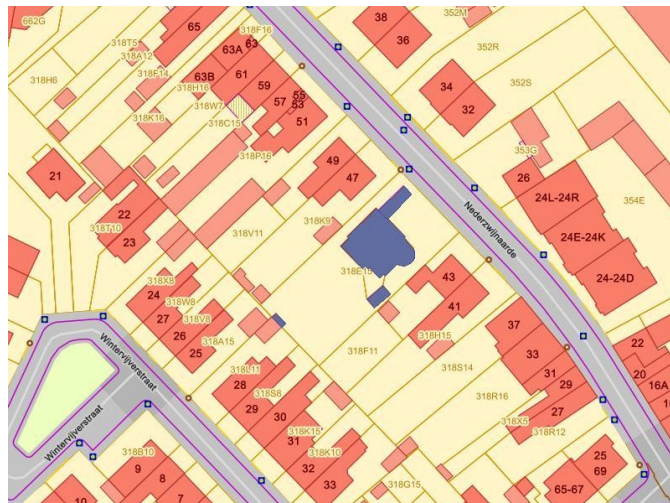 662G
65
318F16
38
36
352M
318T5
318A12
63A
63
352R
318H6
318F14
63B
318H16
61
59
34
32
352S
318W7
57
55
53
318K16
318C15
51
318P16
353G
21
49
47
26
24L-24R
354E
22
318K9
Nederzwijnaarde
318T10
23
318V11
24E-24K
318E15
43
24-24D
318X8
24
318W8
41
27
318V8
37
26
318A15
318H15
22
25
318F11
33
Wintervijverstraat
318L11
318S14
31
20
28
29
16A
318S8
318R16
29
30
27
Wintervijverstraat
318K15
318X5
31
318R12
318B10
318K10
25
9
32
8
69
7
33
318G15
65-67